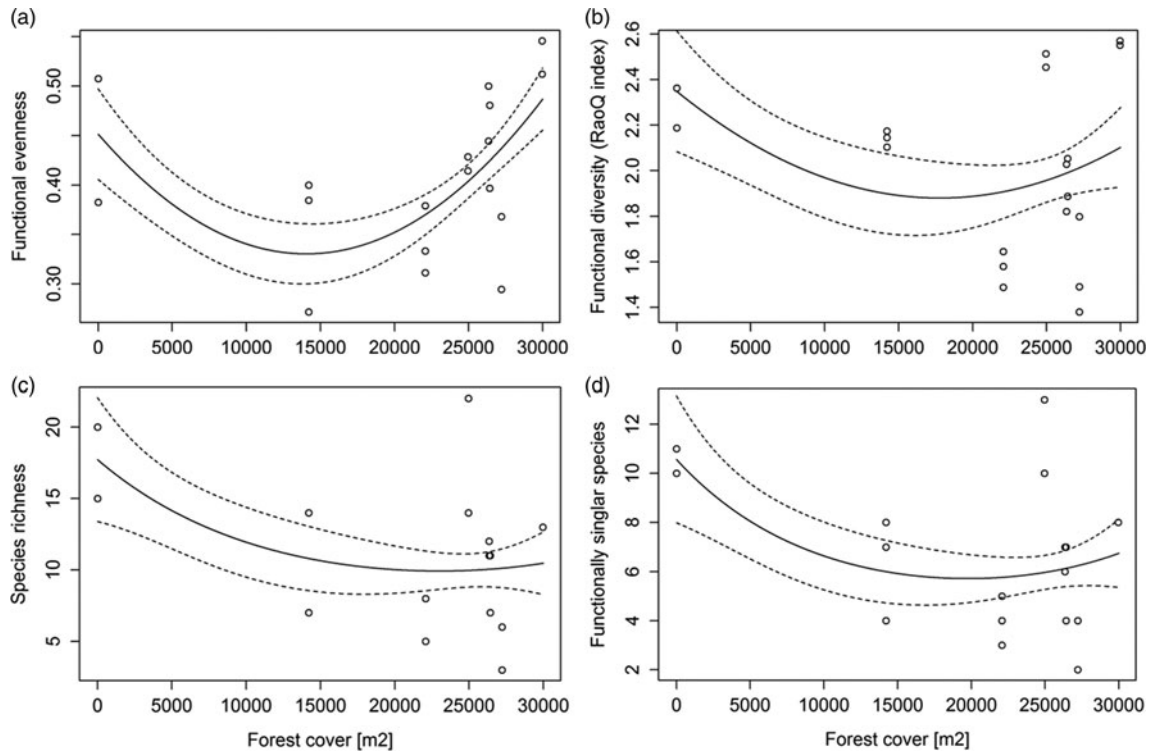 (a)
Functional evenness
0.30 0.40 0.50
0 5000 10000 15000 20000 25000 30000
(b)
Functional diversity (RaoQ index)
1.4 1.6 1.8 2.0 2.2 2.4 2.6
0 5000 10000 15000 20000 25000 30000
(c)
Species richness
5 10 15 20
0 5000 10000 15000 20000 25000 30000
Forest cover [m2]
(d)
Functionally singlar species
2 4 6 8 10 12
0 5000 10000 15000 20000 25000 30000
Forest cover [m2]